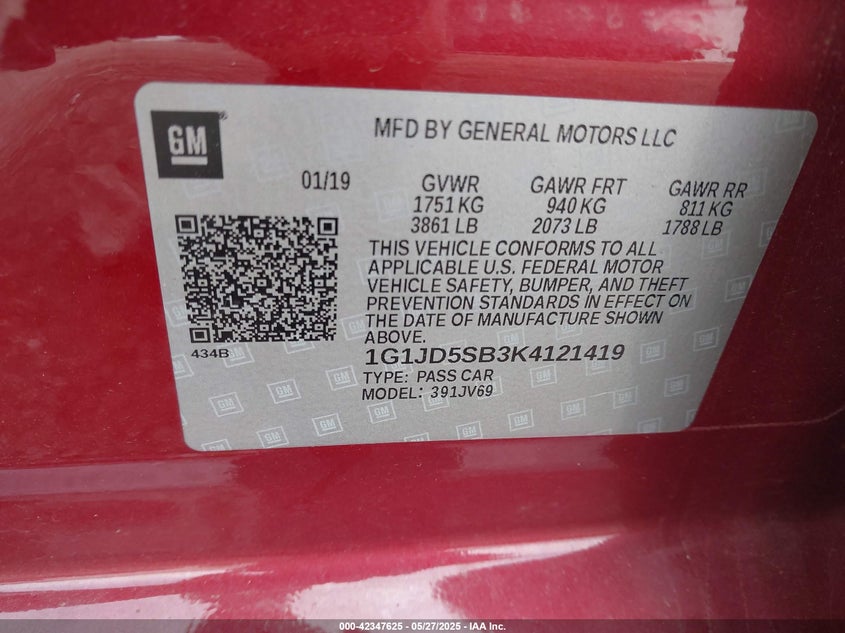 GM
MFD BY GENERAL MOTORS LLC
01/19 GVWR GAWR FRT GAWR RR
1751 KG 940 KG 811 KG
3861 LB 2073 LB 1788 LB
THIS VEHICLE CONFORMS TO ALL
APPLICABLE U.S. FEDERAL MOTOR
VEHICLE SAFETY, BUMPER, AND THEFT
PREVENTION STANDARDS IN EFFECT ON
THE DATE OF MANUFACTURE SHOWN
ABOVE.
434B
1G1JD5SB3K4121419
TYPE: PASS CAR
MODEL: 391JV69
000-42347625 - 05/27/2025 - IAA Inc.